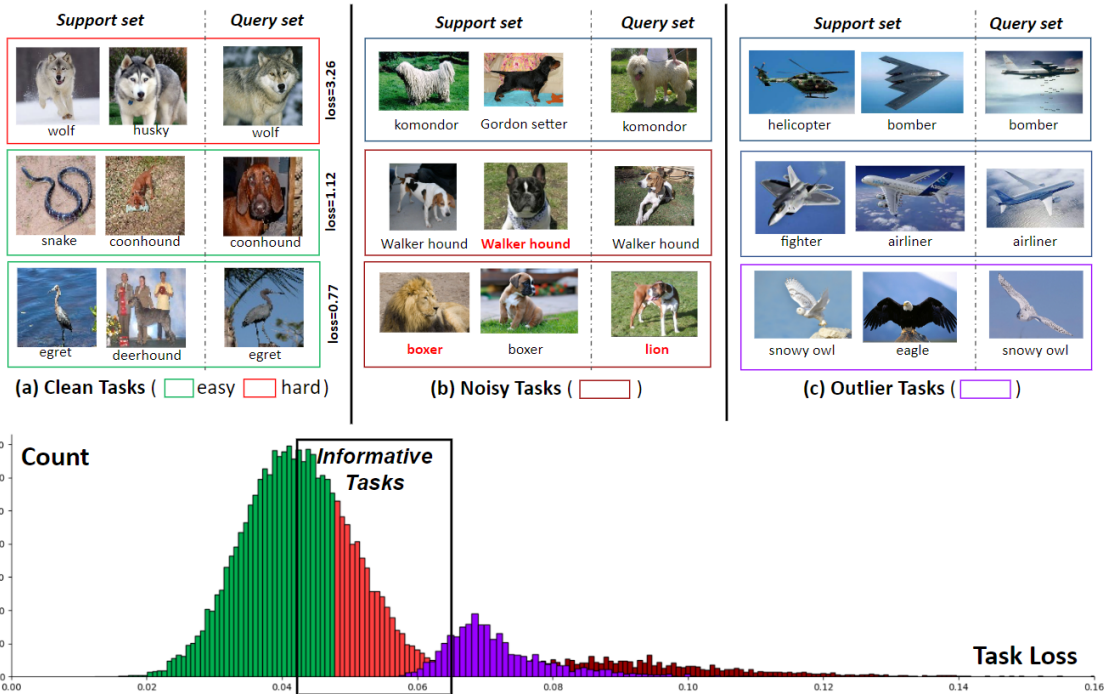 Support set Query set
wolf husky wolf
loss=3.26
snake coonhound coonhound
loss=1.12
egret deerhound egret
loss=0.77
(a) Clean Tasks ( easy hard )
Support set Query set
komondor Gordon setter komondor
Walker hound Walker hound Walker hound
boxer boxer lion
(b) Noisy Tasks ( )
Support set Query set
helicopter bomber bomber
fighter airliner airliner
snowy owl eagle snowy owl
(c) Outlier Tasks ( )
Count
Informative
Tasks
Task Loss
0.00 0.02 0.04 0.06 0.08 0.10 0.12 0.14 0.16